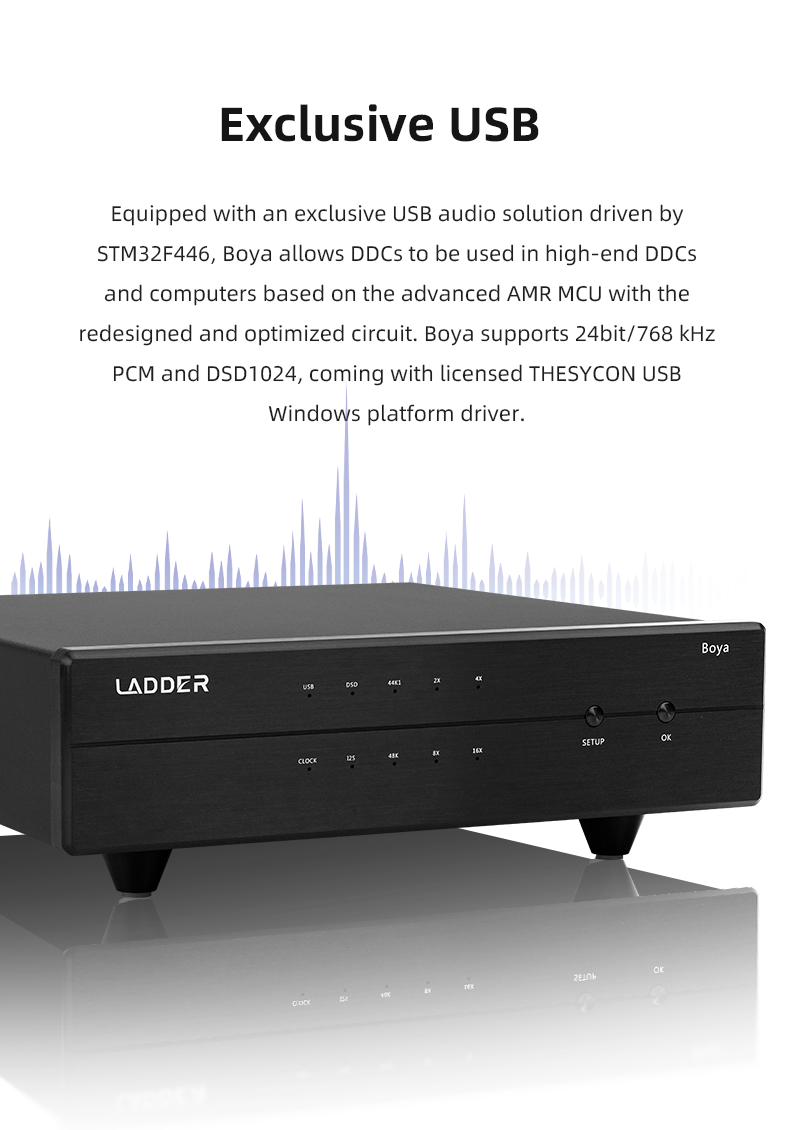 Exclusive USB
Equipped with an exclusive USB audio solution driven by
STM32F446, Boya allows DDCs to be used in high-end DDCs
and computers based on the advanced AMR MCU with the
redesigned and optimized circuit. Boya supports 24bit/768 kHz
PCM and DSD1024, coming with licensed THESYCON USB
Windows platform driver.
Boya
LADDER
USB DSD 44K1 2X 4X
SETUP OK
CLOCK I2S 48K 8X 16X